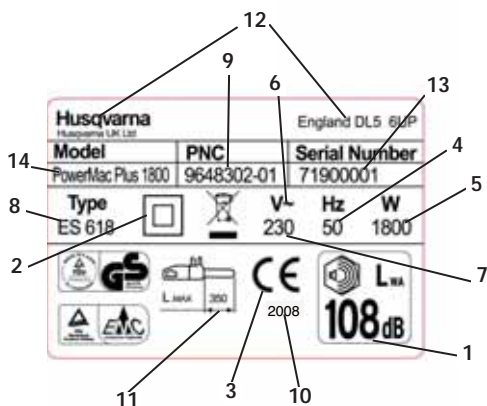 12
9
6
13
Husqvarna
Husqvarna UK Ltd
England DL5 6UP
4
Model
PNC
Serial Number
14
PowerMac Plus 1800
9648302-01
71900001
5
Type
V~
Hz
W
8
ES 618
230
50
1800
2
7
GS
L MAX
350
CE
LWA
EMC
2008
108 dB
1
11
3
10